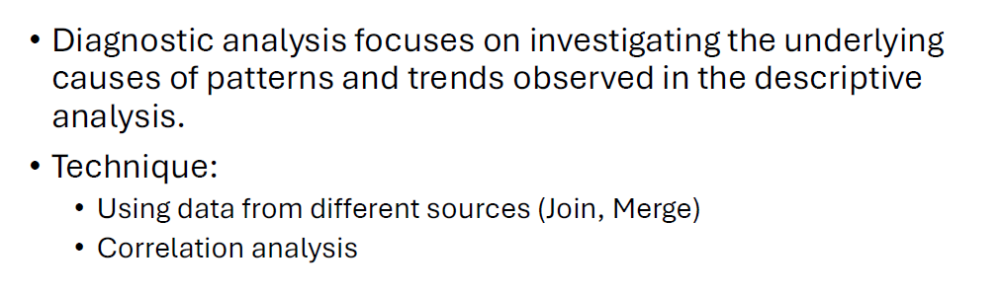 • Diagnostic analysis focuses on investigating the underlying
causes of patterns and trends observed in the descriptive
analysis.
• Technique:
• Using data from different sources (Join, Merge)
• Correlation analysis